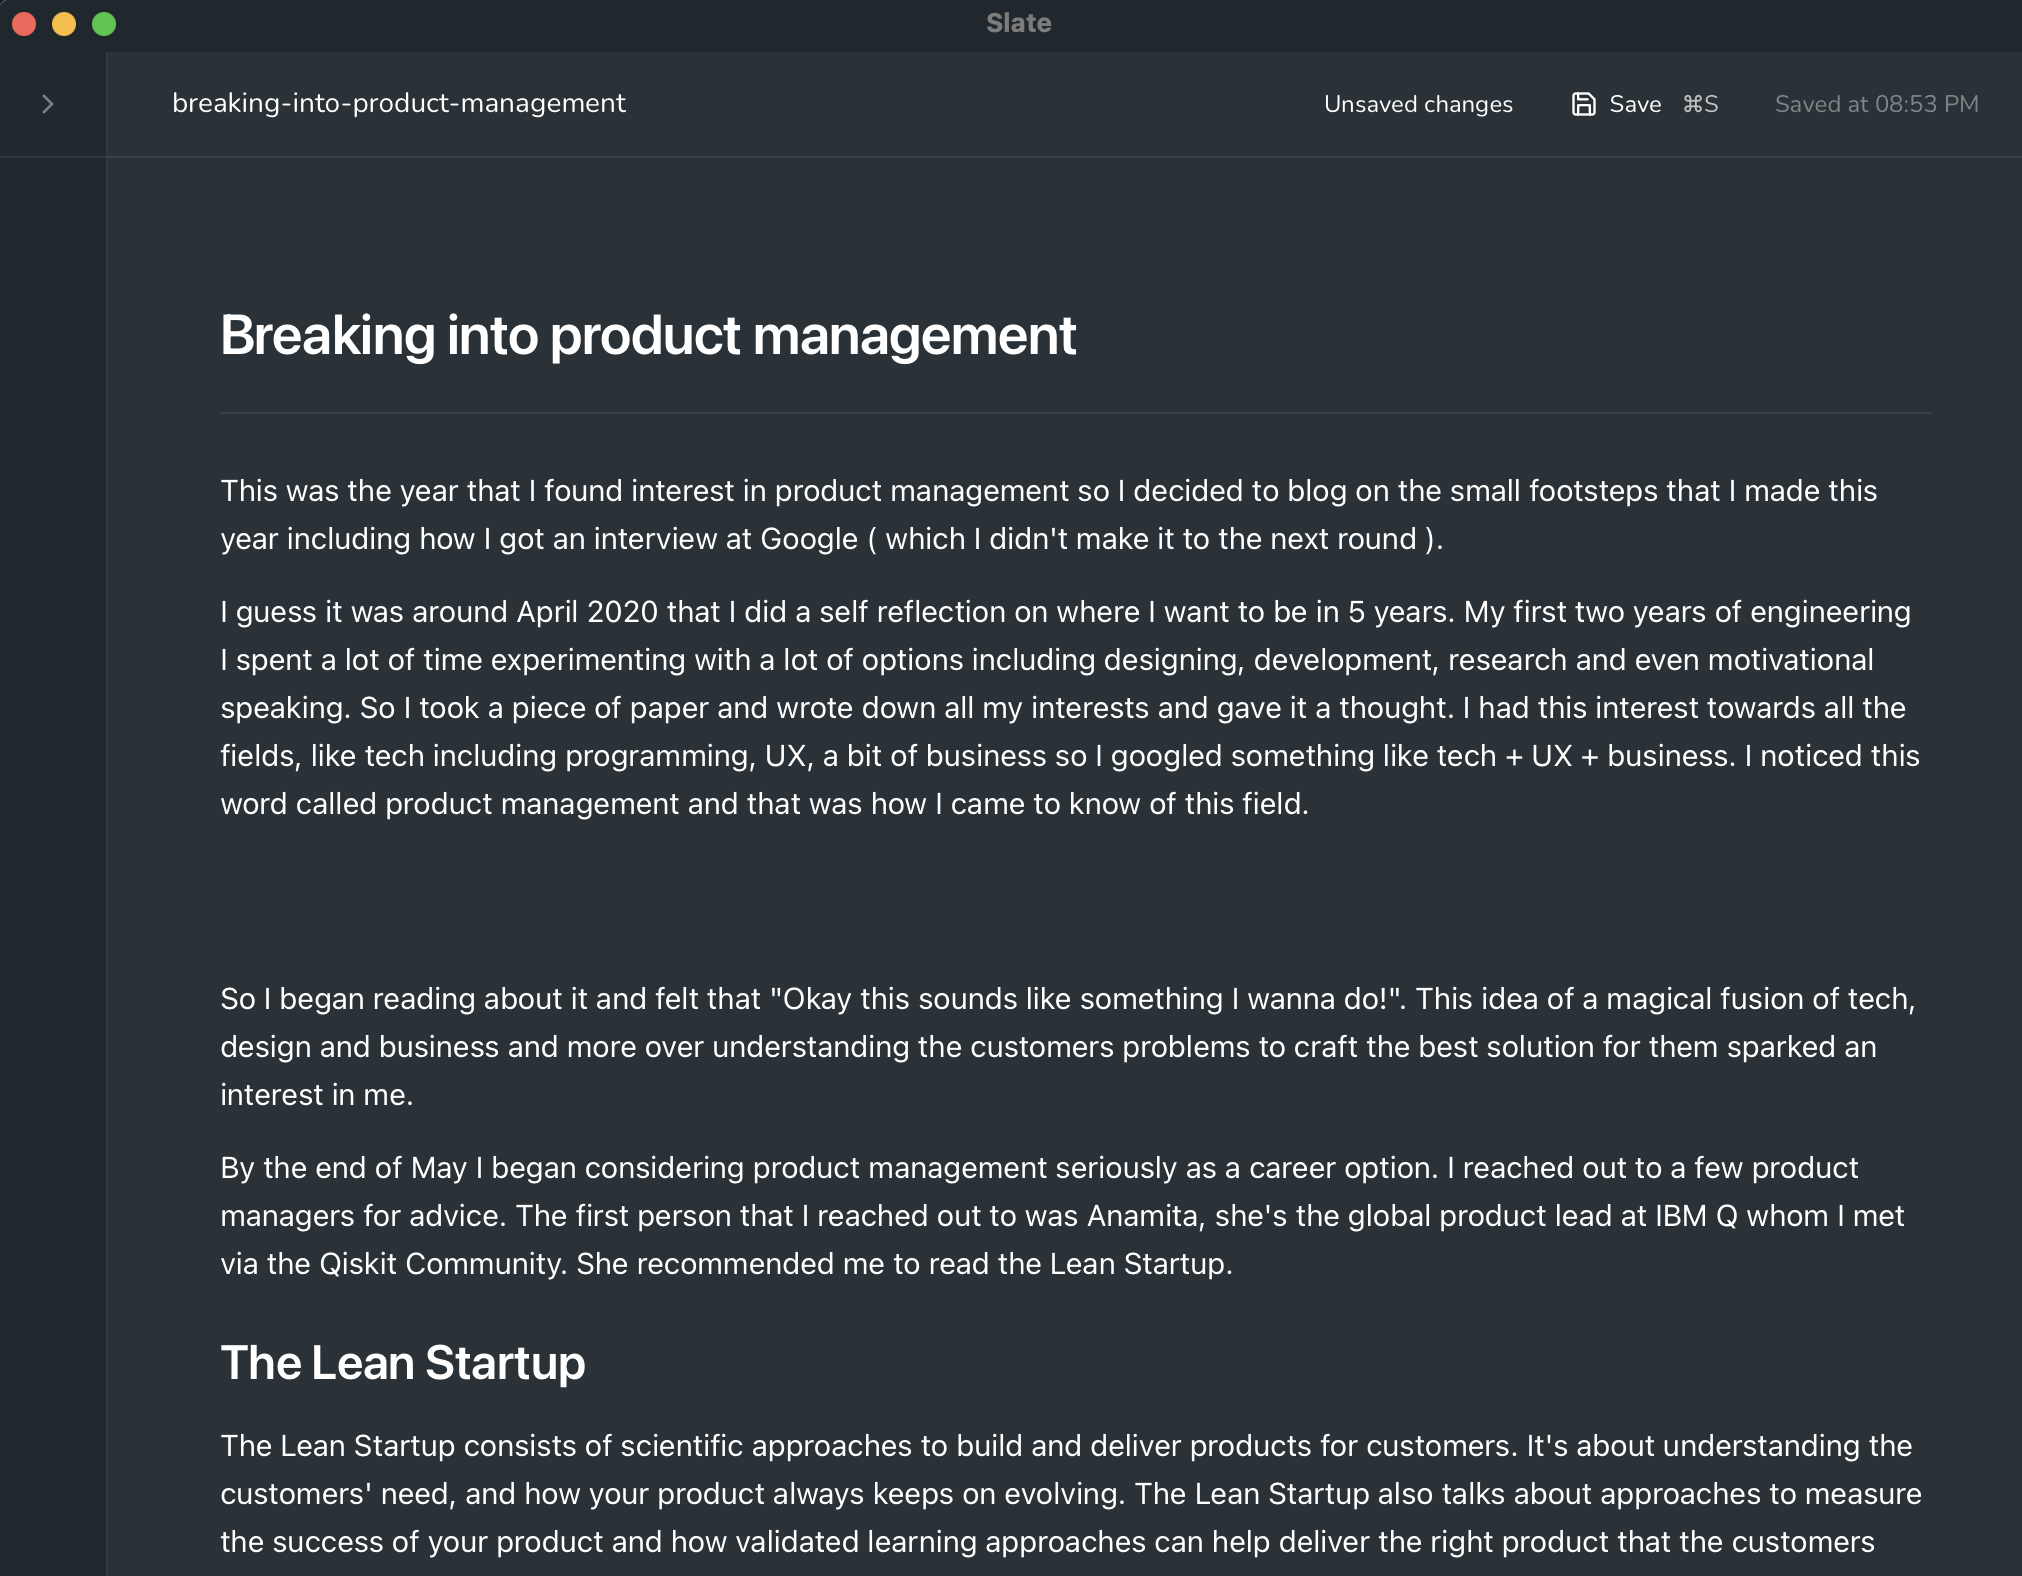 Slate
breaking-into-product-management
Unsaved changes Save ⌘S Saved at 08:53 PM
Breaking into product management
This was the year that I found interest in product management so I decided to blog on the small footsteps that I made this
year including how I got an interview at Google ( which I didn't make it to the next round ).
I guess it was around April 2020 that I did a self reflection on where I want to be in 5 years. My first two years of engineering
I spent a lot of time experimenting with a lot of options including designing, development, research and even motivational
speaking. So I took a piece of paper and wrote down all my interests and gave it a thought. I had this interest towards all the
fields, like tech including programming, UX, a bit of business so I googled something like tech + UX + business. I noticed this
word called product management and that was how I came to know of this field.
So I began reading about it and felt that "Okay this sounds like something I wanna do!". This idea of a magical fusion of tech,
design and business and more over understanding the customers problems to craft the best solution for them sparked an
interest in me.
By the end of May I began considering product management seriously as a career option. I reached out to a few product
managers for advice. The first person that I reached out to was Anamita, she's the global product lead at IBM Q whom I met
via the Qiskit Community. She recommended me to read the Lean Startup.
The Lean Startup
The Lean Startup consists of scientific approaches to build and deliver products for customers. It's about understanding the
customers' need, and how your product always keeps on evolving. The Lean Startup also talks about approaches to measure
the success of your product and how validated learning approaches can help deliver the right product that the customers